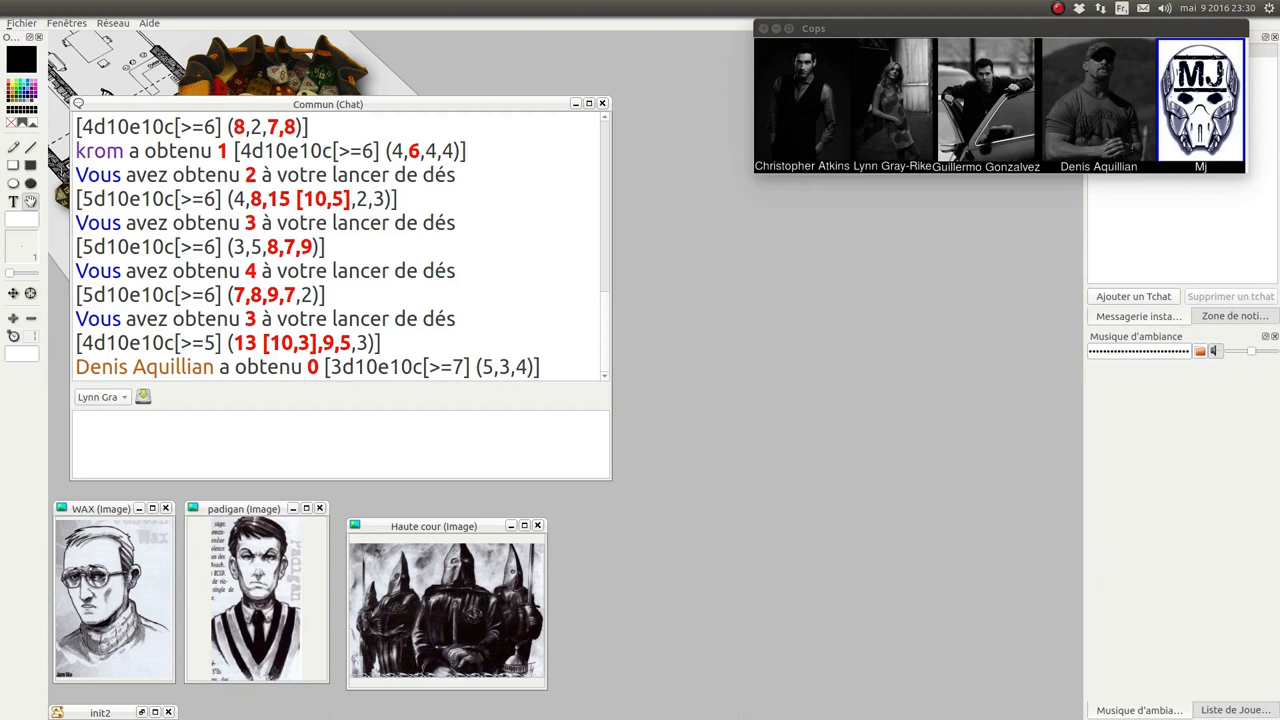 mai 9 2016 23:30
Fr,
Fichier Fenêtres Réseau Aide
Cops
O...
Commun (Chat)
[4d10e10c[>=6] (8,2,7,8)]
krom a obtenu 1 [4d10e10c[>=6] (4,6,4,4)]
Vous avez obtenu 2 à votre lancer de dés
[5d10e10c[>=6] (4,8,15 [10,5],2,3)]
Vous avez obtenu 3 à votre lancer de dés
[5d10e10c[>=6] (3,5,8,7,9)]
Vous avez obtenu 4 à votre lancer de dés
[5d10e10c[>=6] (7,8,9,7,2)]
Vous avez obtenu 3 à votre lancer de dés
[4d10e10c[>=5] (13 [10,3],9,5,3)]
Denis Aquillian a obtenu 0 [3d10e10c[>=7] (5,3,4)]
Lynn Gra
MJ
Christopher Atkins Lynn Gray-Rike Guillermo Gonzalvez Denis Aquillian Mj
Ajouter un Tchat Supprimer un tchat
Messagerie insta... Zone de noti...
Musique d'ambiance
T
1
1
WAX (Image)
Wax
padigan (Image)
padigan
Haute cour (Image)
init2
Musique d'ambia... Liste de Joue...